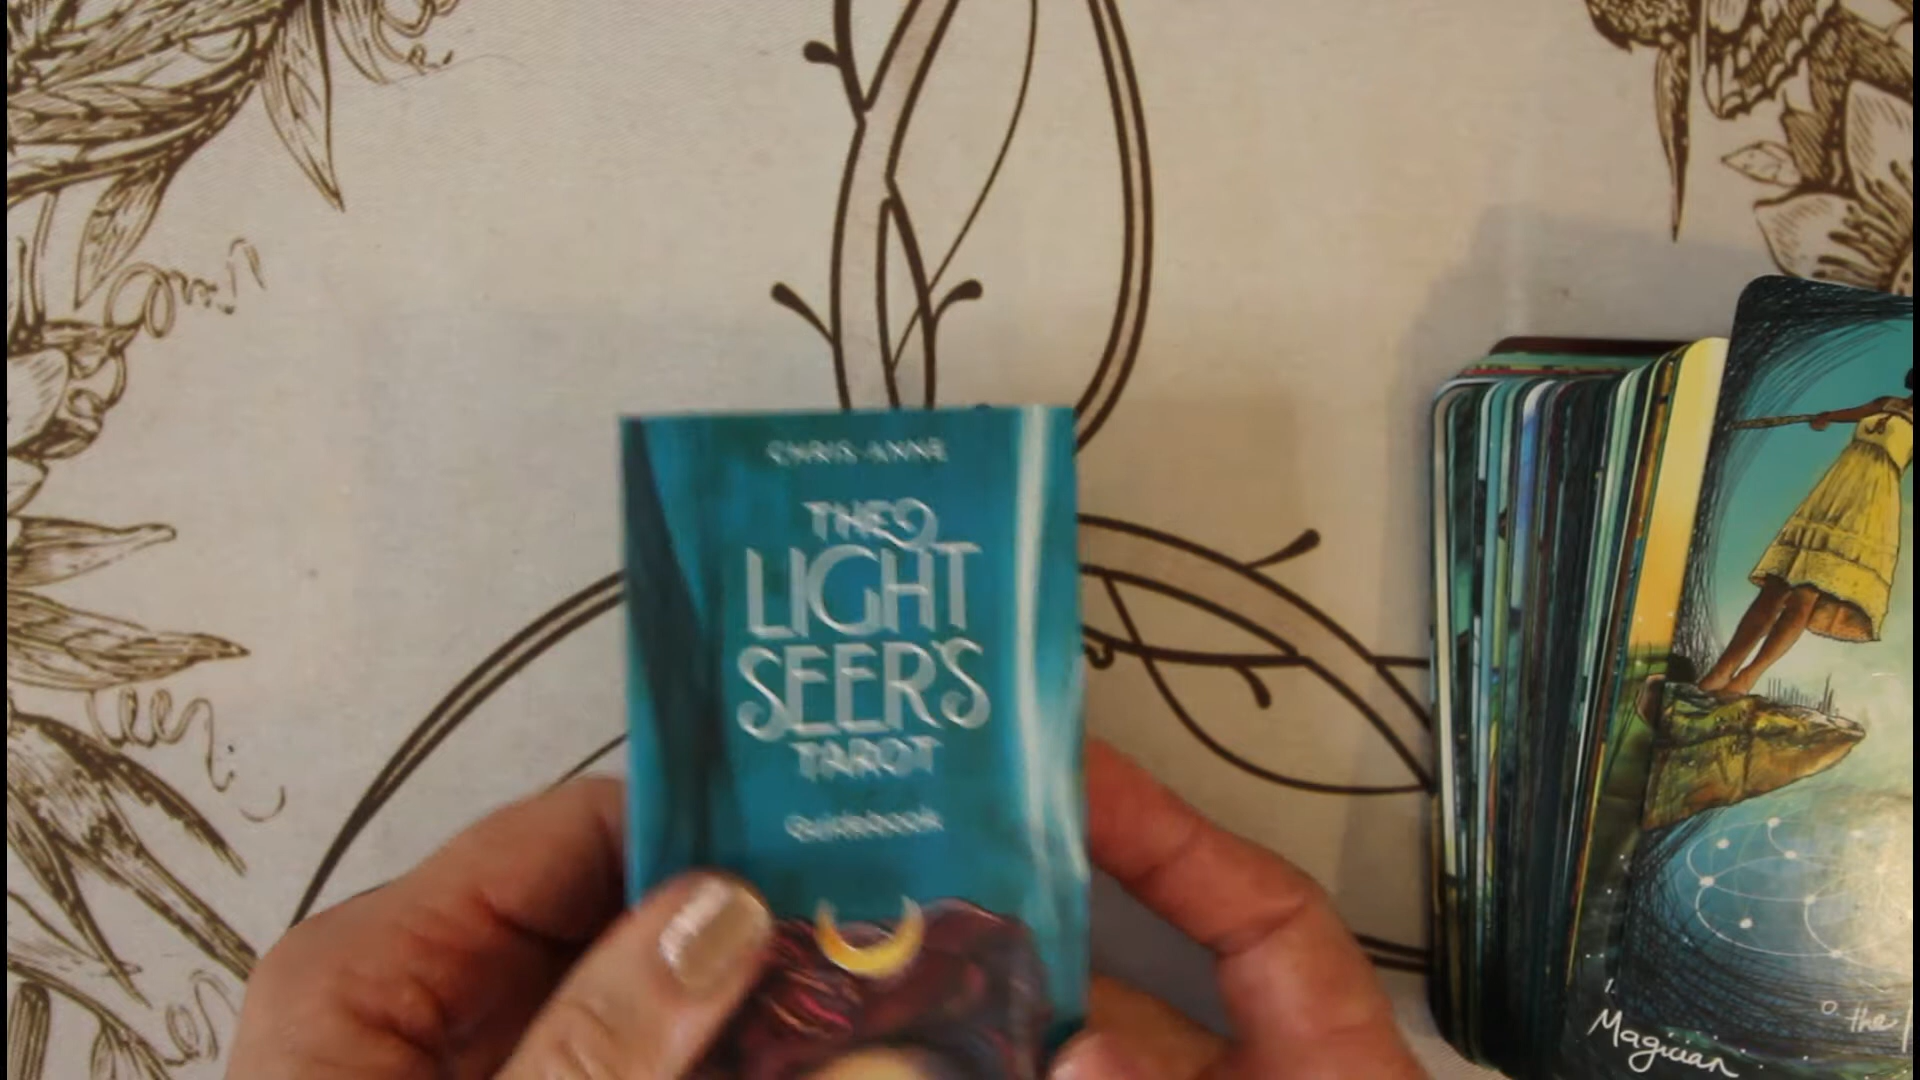 CHRIS-ANNE
THE
LIGHT
SEER'S
TAROT
Guidebook
1.
Magician
0 the